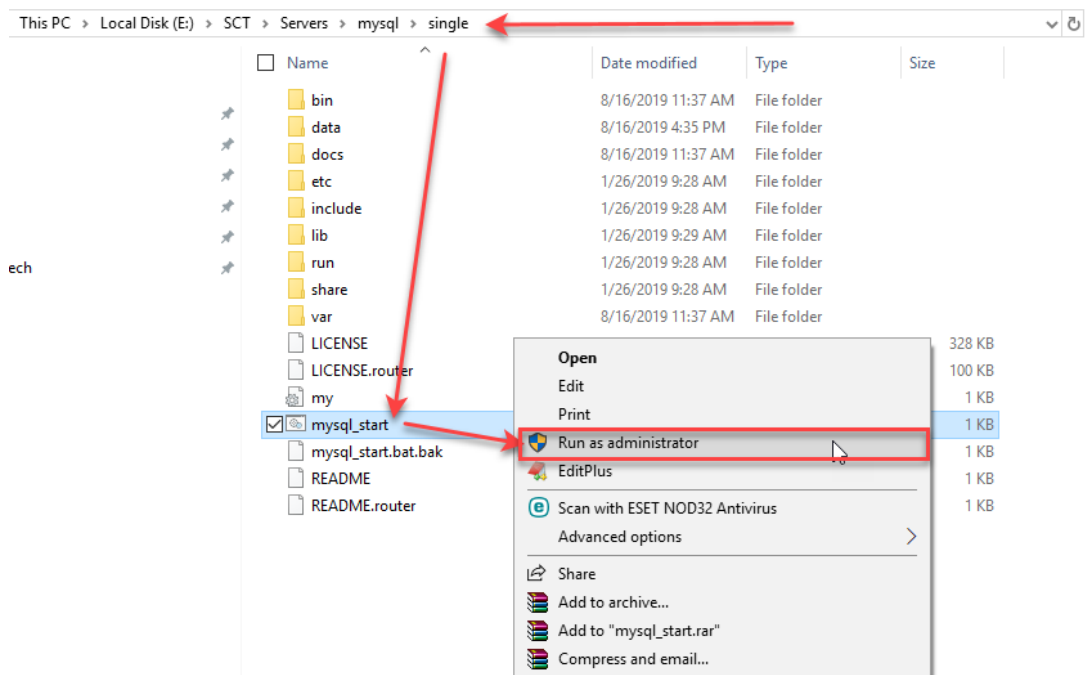 This PC > Local Disk (E:) > SCT > Servers > mysql > single
Name Date modified Type Size
bin 8/16/2019 11:37 AM File folder
data 8/16/2019 4:35 PM File folder
docs 8/16/2019 11:37 AM File folder
etc 1/26/2019 9:28 AM File folder
include 1/26/2019 9:28 AM File folder
lib 1/26/2019 9:29 AM File folder
ech run 1/26/2019 9:28 AM File folder
share 1/26/2019 9:28 AM File folder
var 8/16/2019 11:37 AM File folder
LICENSE 328 KB
LICENSE.router 100 KB
my 1 KB
mysql_start 1 KB
mysql_start.bat.bak 1 KB
README 1 KB
README.router 1 KB
Open
Edit
Print
Run as administrator
EditPlus
Scan with ESET NOD32 Antivirus
Advanced options
Share
Add to archive...
Add to "mysql_start.rar"
Compress and email...